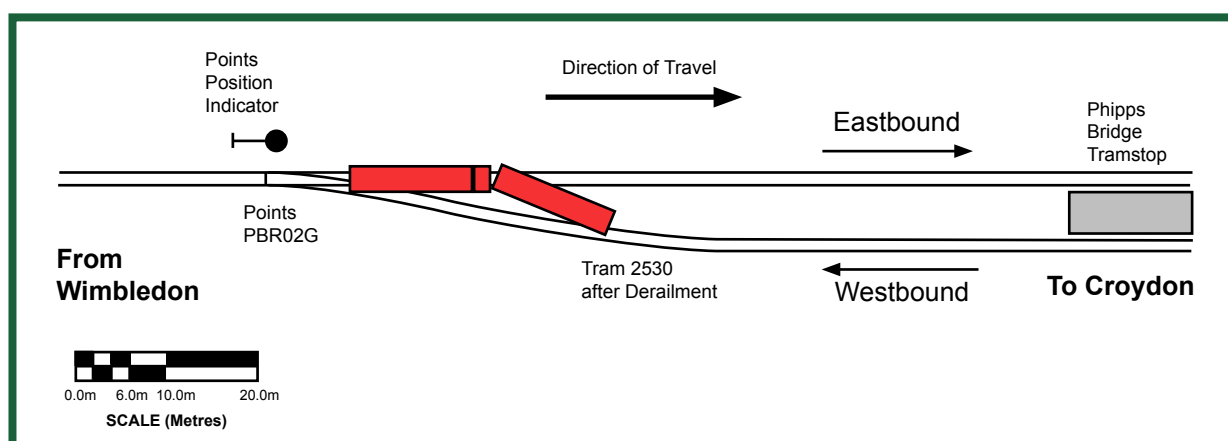 Points
Position
Indicator
Direction of Travel
Eastbound
Phipps
Bridge
Tramstop
Points
PBR02G
From
Wimbledon
Tram 2530
after Derailment
Westbound
To Croydon
0.0m 6.0m 10.0m 20.0m
SCALE (Metres)